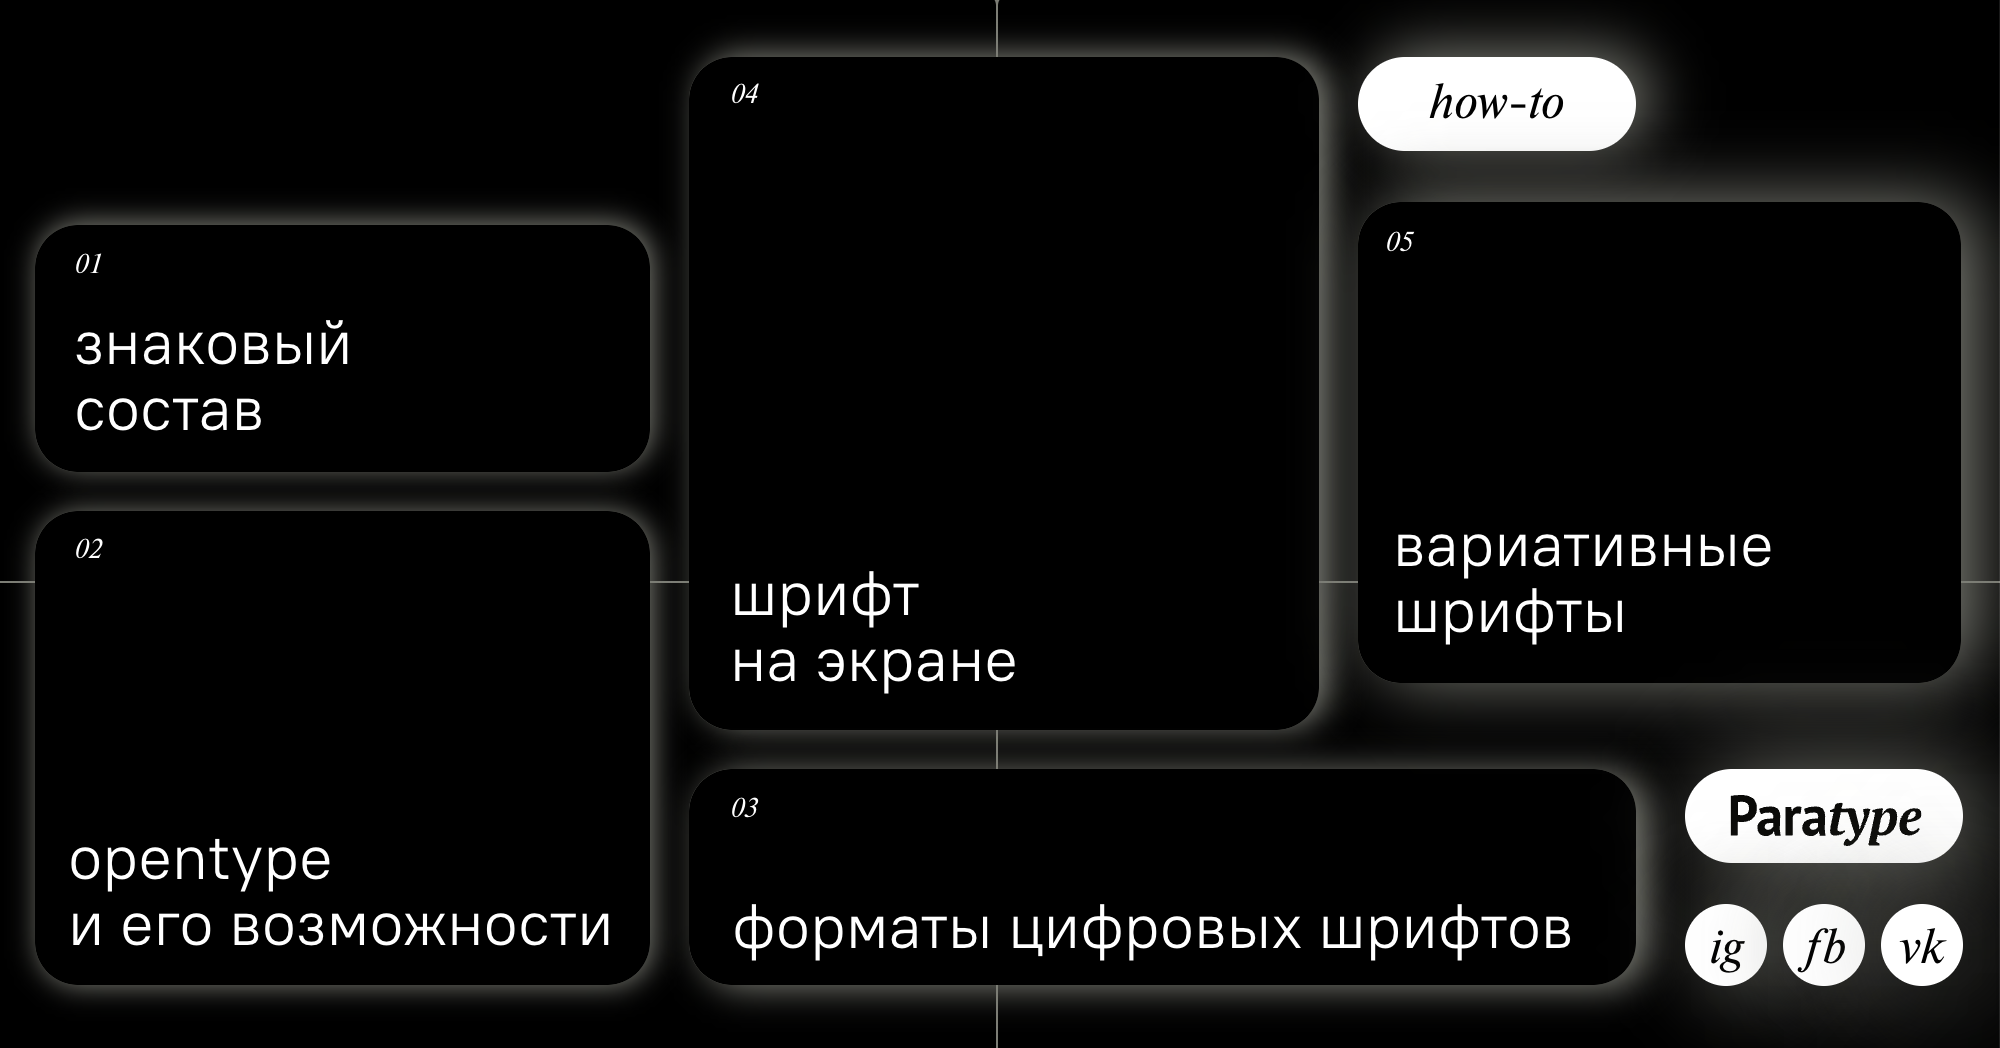 01
знаковый
состав
02
opentype
и его возможности
04
шрифт
на экране
03
форматы цифровых шрифтов
how-to
05
вариативные
шрифты
Paratype
ig
fb
vk